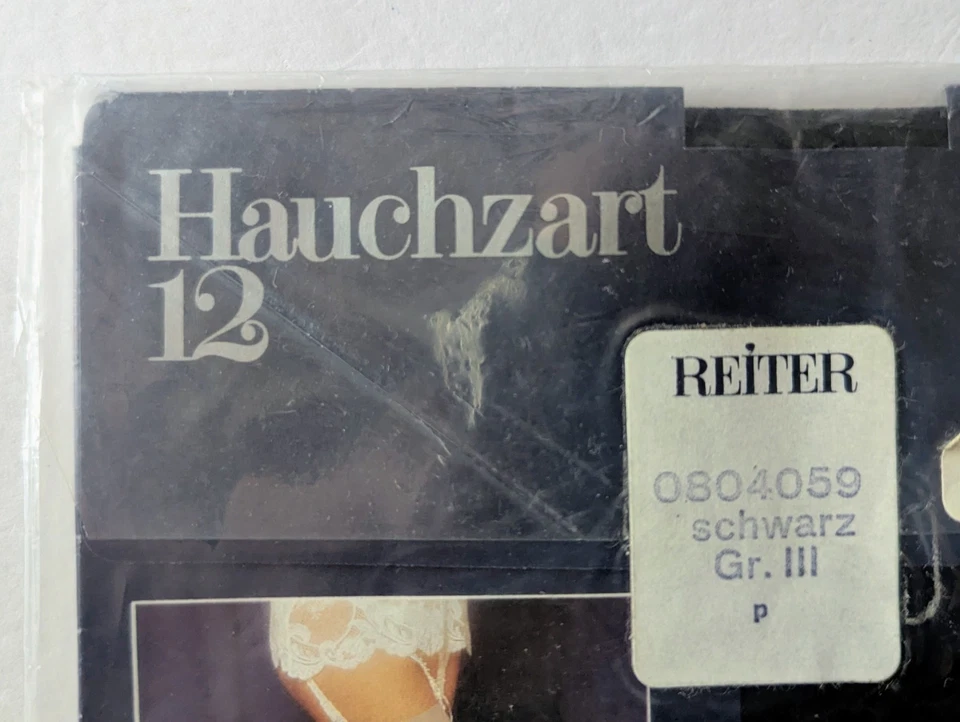 Hauchzart
12
REITER
0804059
schwarz
Gr. III
p